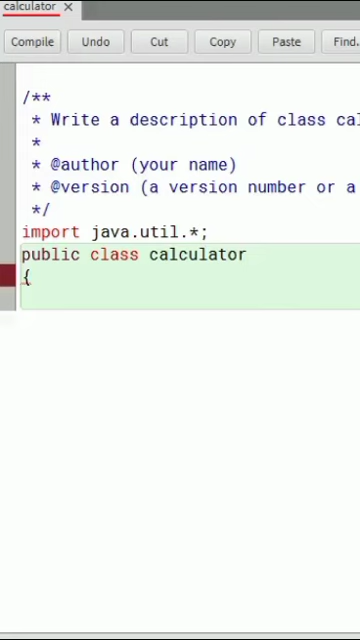 calculator ×
Compile Undo Cut Copy Paste Find..
/**
* Write a description of class
*
* @author (your name)
* @version (a version number or a
*/
import java.util.*;
public class calculator
{